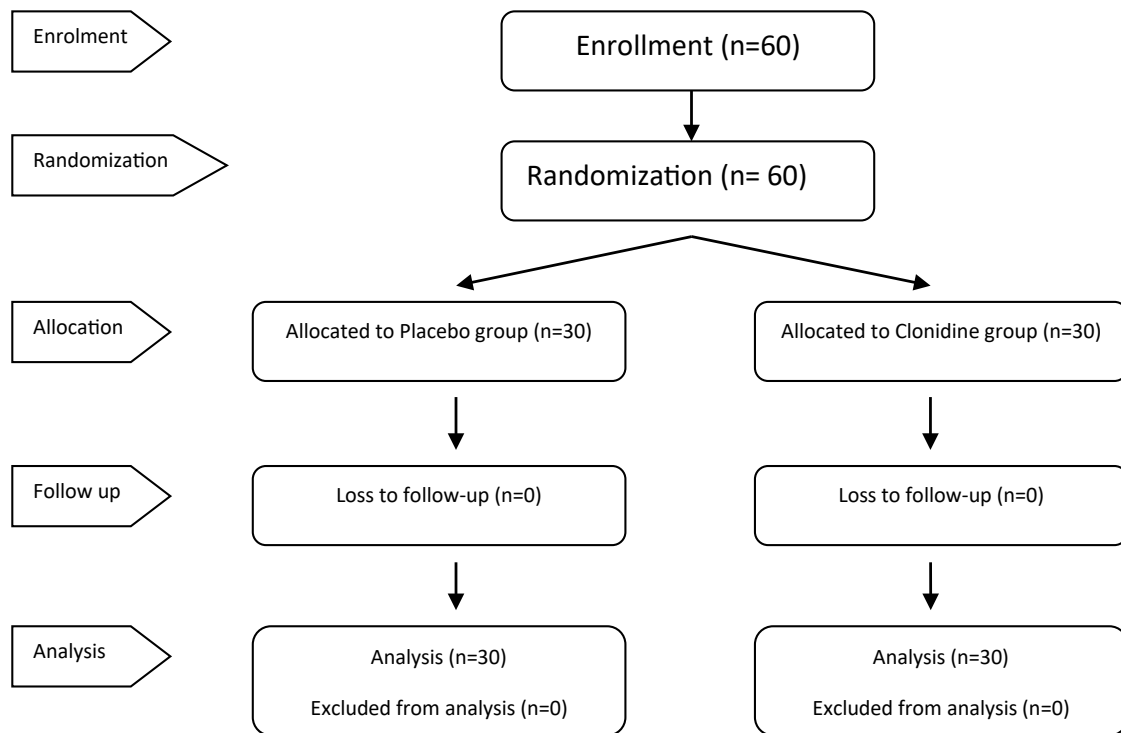 Enrolment
Enrollment (n=60)
Randomization
Randomization (n= 60)
Allocation
Allocated to Placebo group (n=30)
Allocated to Clonidine group (n=30)
Follow up
Loss to follow-up (n=0)
Loss to follow-up (n=0)
Analysis
Analysis (n=30)
Excluded from analysis (n=0)
Analysis (n=30)
Excluded from analysis (n=0)